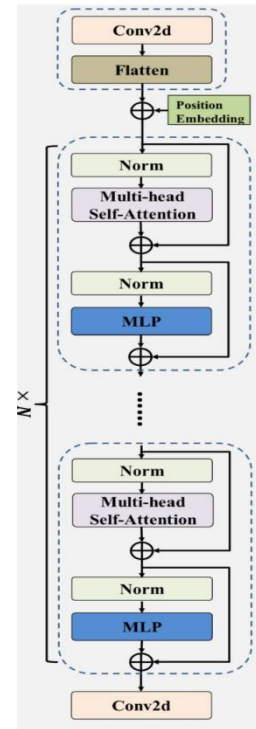 Conv2d
Flatten
Position
Embedding
Norm
Multi-head
Self-Attention
Norm
MLP
......
N ×
Norm
Multi-head
Self-Attention
Norm
MLP
Conv2d